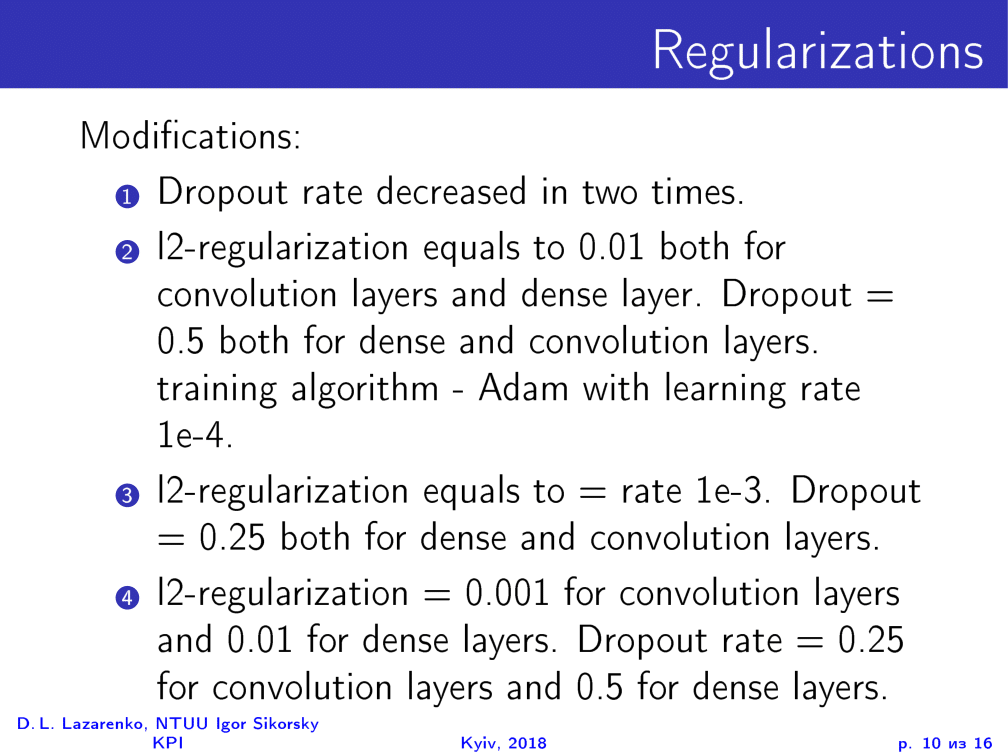 Regularizations
Modifications:
1 Dropout rate decreased in two times.
2 l2-regularization equals to 0.01 both for
convolution layers and dense layer. Dropout =
0.5 both for dense and convolution layers.
training algorithm - Adam with learning rate
1e-4.
3 l2-regularization equals to = rate 1e-3. Dropout
= 0.25 both for dense and convolution layers.
4 l2-regularization = 0.001 for convolution layers
and 0.01 for dense layers. Dropout rate = 0.25
for convolution layers and 0.5 for dense layers.
D. L. Lazarenko, NTUU Igor Sikorsky
KPI
Kyiv, 2018
p. 10 из 16